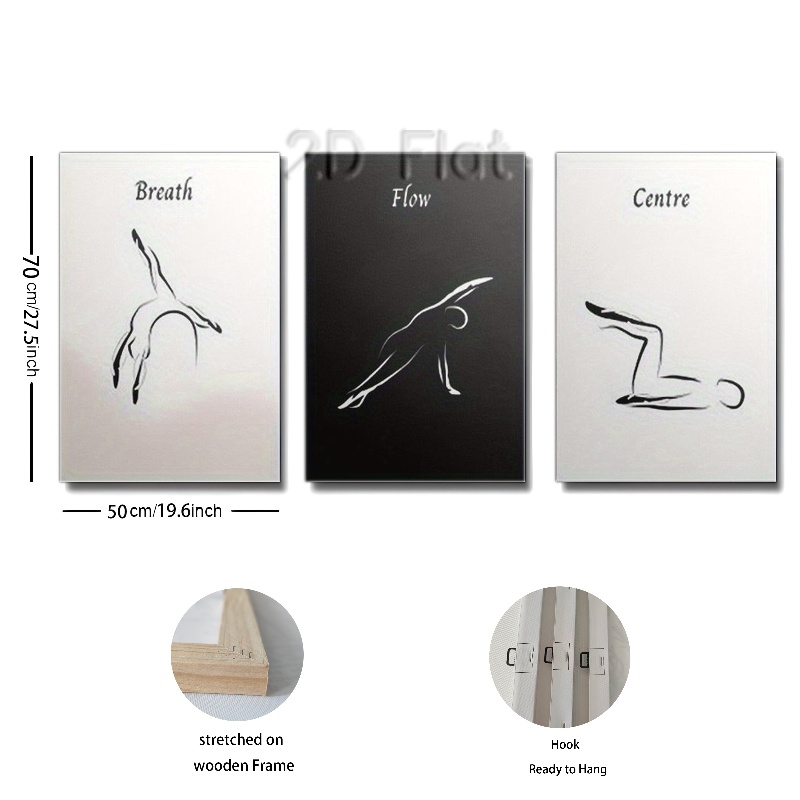 2D Flat
Breath
Flow
Centre
70 cm/27.5inch
50cm/19.6inch
stretched on
wooden Frame
Hook
Ready to Hang